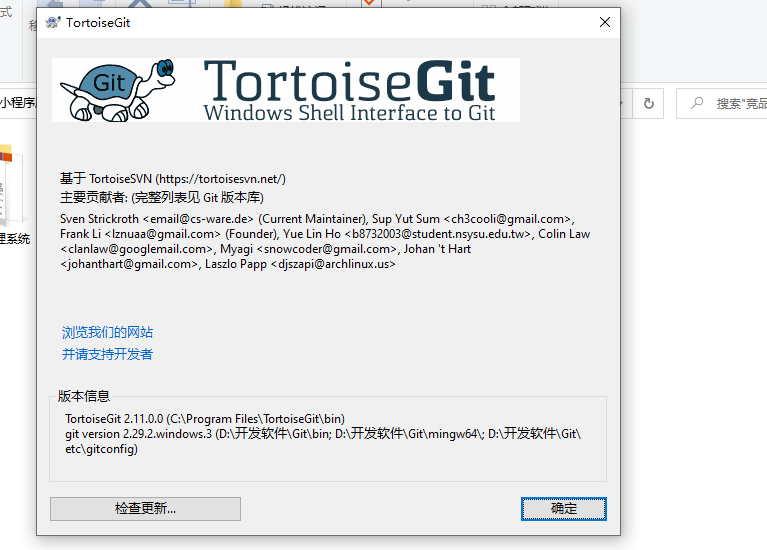 TortoiseGit
Git
TortoiseGit
Windows Shell Interface to Git
小程序
搜索"竞品
理系统
基于 TortoiseSVN (https://tortoisesvn.net/)
主要贡献者: (完整列表见 Git 版本库)
Sven Strickroth <email@cs-ware.de> (Current Maintainer), Sup Yut Sum <ch3cooli@gmail.com>,
Frank Li <lznuaa@gmail.com> (Founder), Yue Lin Ho <b8732003@student.nsysu.edu.tw>, Colin Law
<clanlaw@googlemail.com>, Myagi <snowcoder@gmail.com>, Johan 't Hart
<johanthart@gmail.com>, Laszlo Papp <djszapi@archlinux.us>
浏览我们的网站
并请支持开发者
版本信息
TortoiseGit 2.11.0.0 (C:\Program Files\TortoiseGit\bin)
git version 2.29.2.windows.3 (D:\开发软件\Git\bin; D:\开发软件\Git\mingw64\; D:\开发软件\Git\
etc\gitconfig)
检查更新...
确定